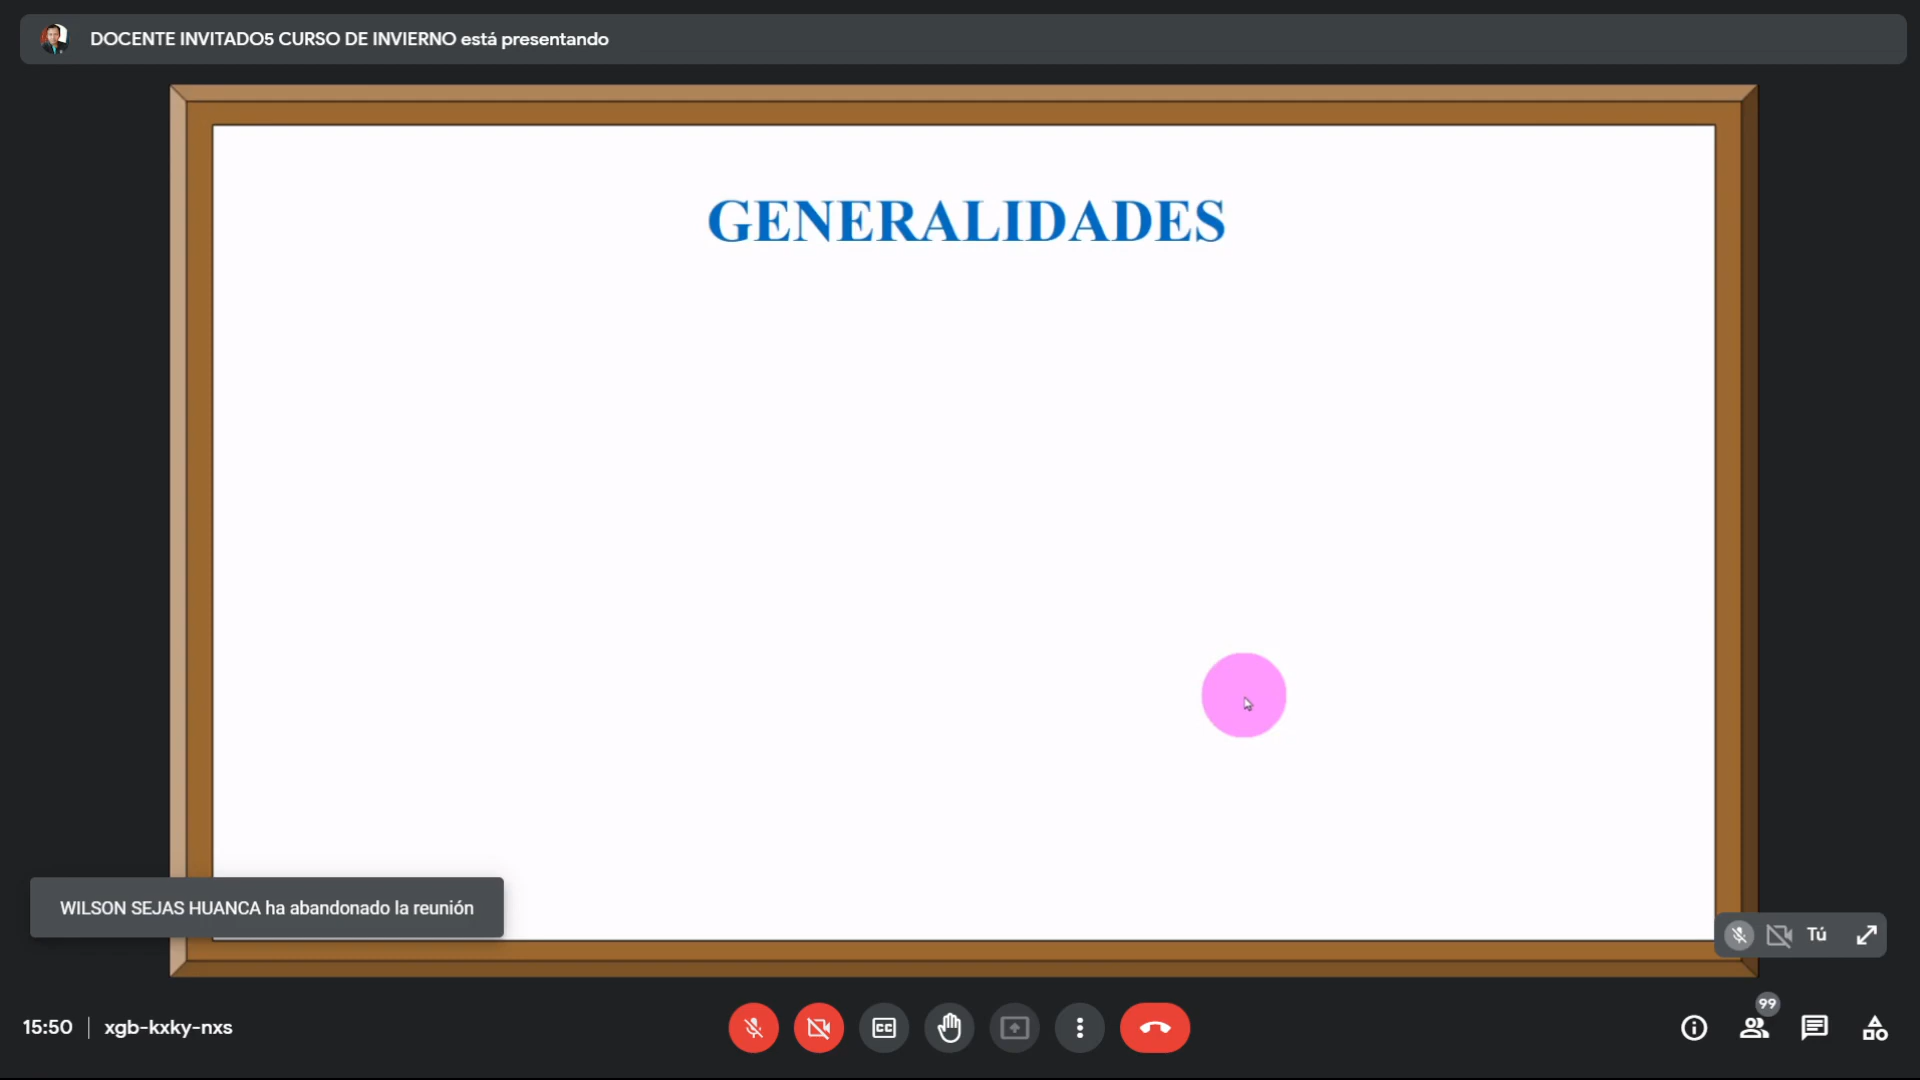 DOCENTE INVITADO5 CURSO DE INVIERNO está presentando
GENERALIDADES
WILSON SEJAS HUANCA ha abandonado la reunión
Tú
15:50 | xgb-kxky-nxs
CC
99